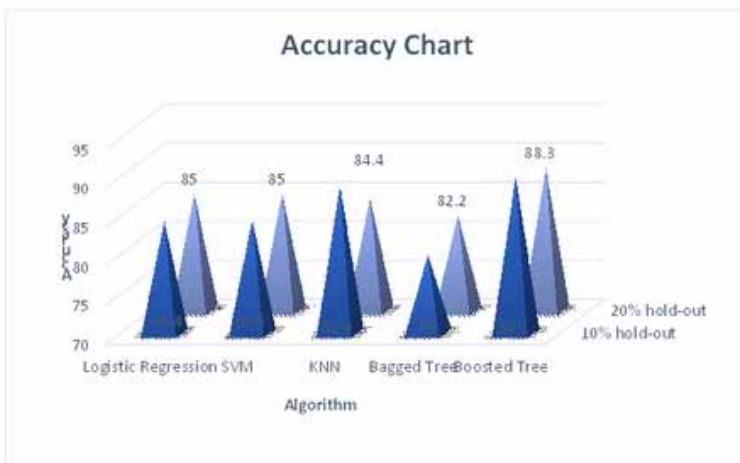 Accuracy Chart
95
90
85
80
75
70
85
85
84.4
82.2
88.3
20% hold-out
10% hold-out
Logistic Regression SVM KNN Bagged Tree Boosted Tree
Algorithm